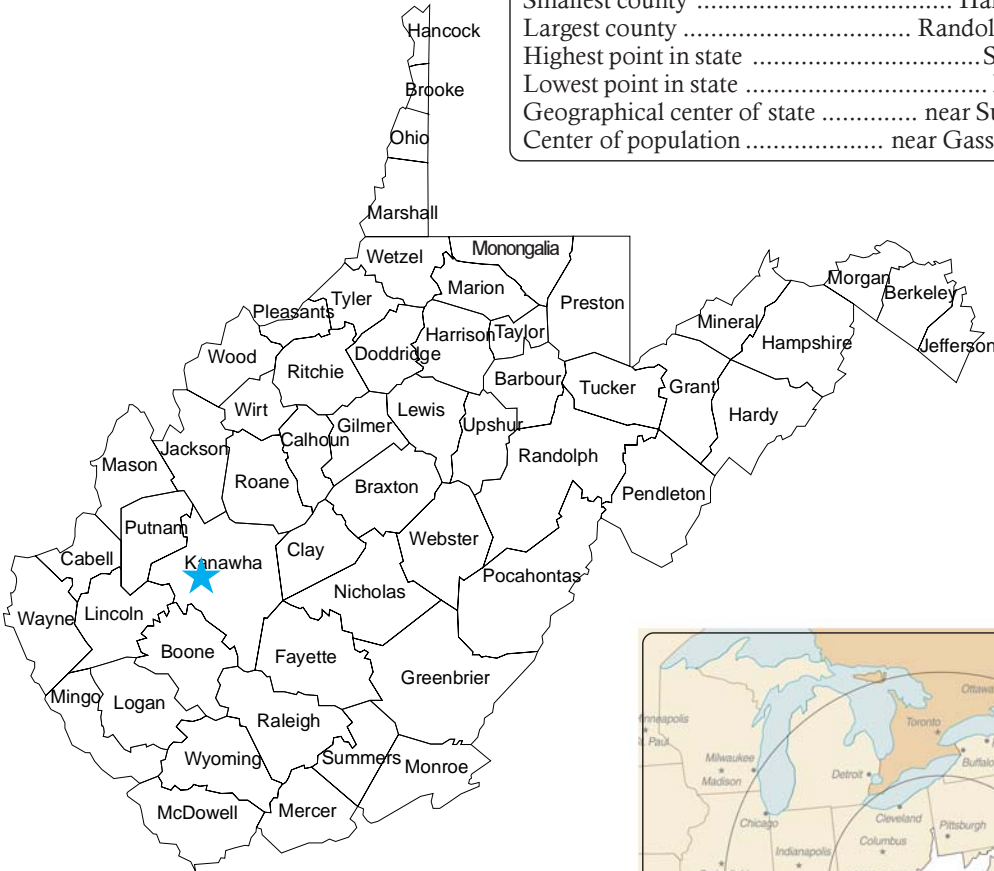 Smallest county ....................................
Largest county ................................. Randol
Highest point in state .................................
Lowest point in state ...................................
Geographical center of state .............. near Su
Center of population .................... near Gass
Hancock
Brooke
Ohio
Marshall
Wetzel
Monongalia
Marion
Preston
Tyler
Pleasants
Harrison
Taylor
Doddridge
Ritchie
Wood
Mineral
Morgan
Berkeley
Hampshire
Jefferson
Barbour
Tucker
Grant
Hardy
Wirt
Gilmer
Lewis
Upshur
Calhoun
Jackson
Randolph
Mason
Roane
Braxton
Pendleton
Putnam
Kanawha
Clay
Webster
Cabell
Nicholas
Pocahontas
Wayne
Lincoln
Boone
Fayette
Greenbrier
Mingo
Logan
Raleigh
Wyoming
Summers
Monroe
McDowell
Mercer
Ottawa
Toronto
Buffalo
nneapolis
Paul
Milwaukee
Madison
Detroit
Chicago
Cleveland
Pittsburgh
Columbus
Indianapolis